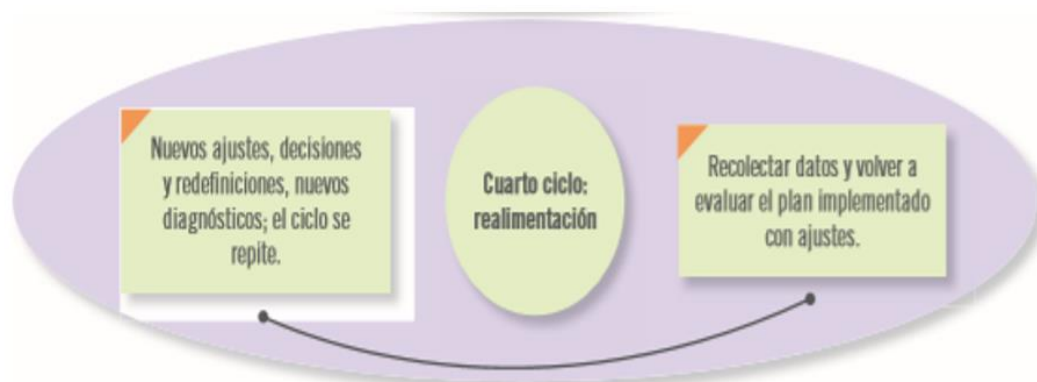 Nuevos ajustes, decisiones
y redefiniciones, nuevos
diagnósticos; el ciclo se
repite.
Cuarto ciclo:
realimentación
Recolectar datos y volver a
evaluar el plan implementado
con ajustes.